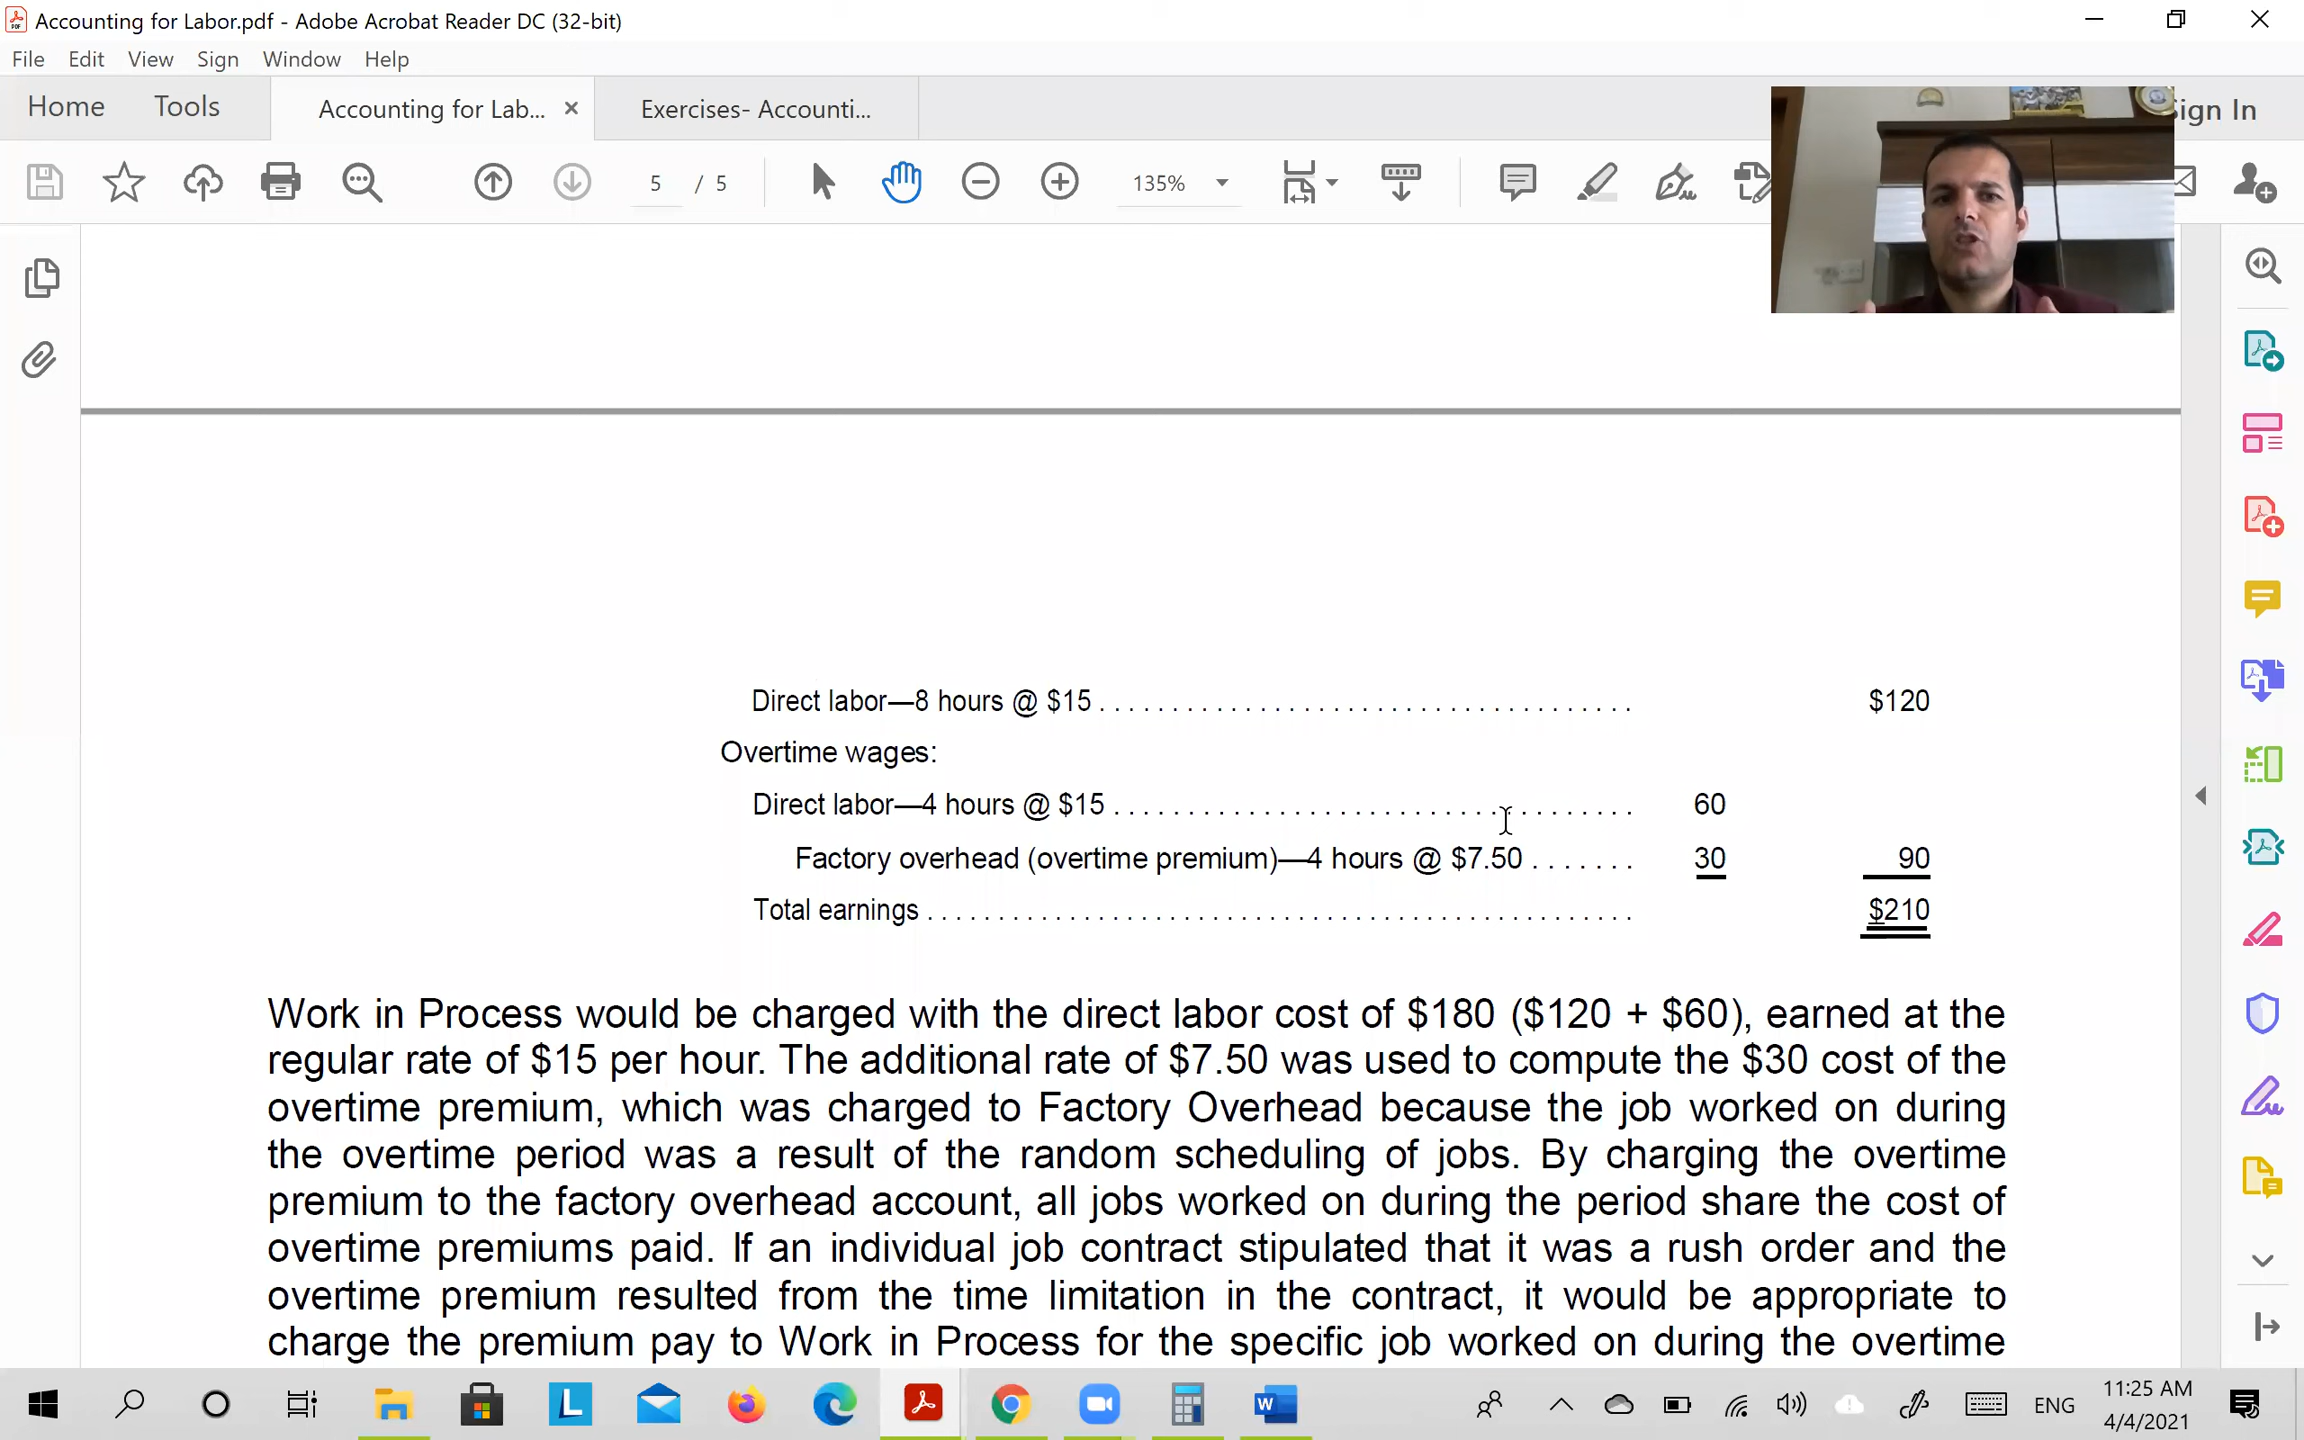 Accounting for Labor.pdf - Adobe Acrobat Reader DC (32-bit)
File Edit View Sign Window Help
Home Tools Accounting for Lab... × Exercises- Accounti... ign In
5 / 5 135%
Direct labor—8 hours @ $15 . . . . . . . . . . . . . . . . . . . . . . . . . . . . . . . . . . . . . $120
Overtime wages:
Direct labor—4 hours @ $15 . . . . . . . . . . . . . . . . . . . . . . . . . . . . . . . . . . . . 60
Factory overhead (overtime premium)—4 hours @ $7.50 . . . . . . . 30 90
Total earnings . . . . . . . . . . . . . . . . . . . . . . . . . . . . . . . . . . . . . . . . . . . . . . . . . $210
Work in Process would be charged with the direct labor cost of $180 ($120 + $60), earned at the
regular rate of $15 per hour. The additional rate of $7.50 was used to compute the $30 cost of the
overtime premium, which was charged to Factory Overhead because the job worked on during
the overtime period was a result of the random scheduling of jobs. By charging the overtime
premium to the factory overhead account, all jobs worked on during the period share the cost of
overtime premiums paid. If an individual job contract stipulated that it was a rush order and the
overtime premium resulted from the time limitation in the contract, it would be appropriate to
charge the premium pay to Work in Process for the specific job worked on during the overtime
L W ENG 11:25 AM
4/4/2021